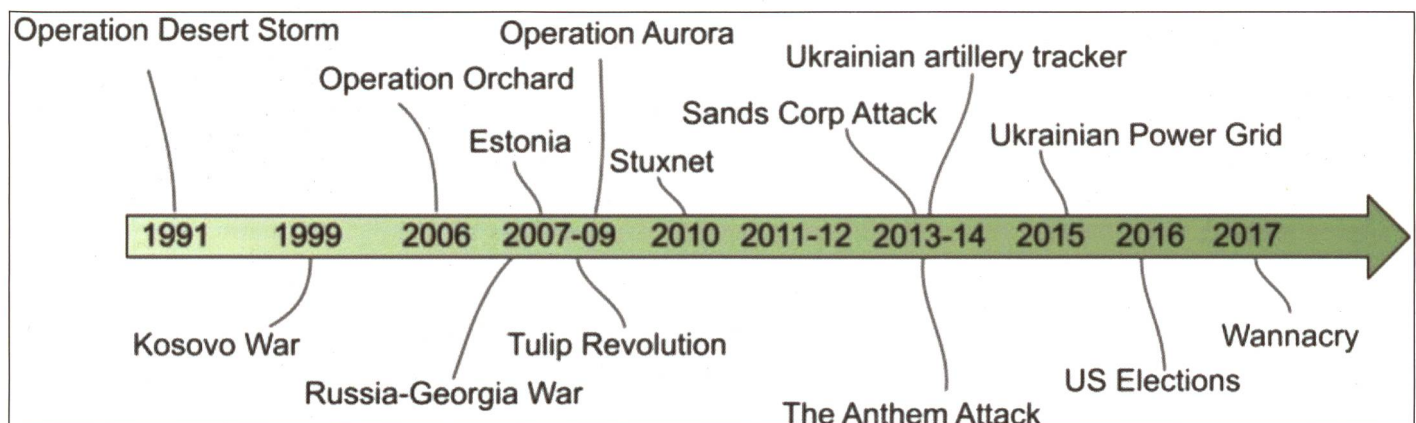 Operation Desert Storm
Operation Aurora
Ukrainian artillery tracker
Operation Orchard
Sands Corp Attack
Estonia
Ukrainian Power Grid
Stuxnet
1991 1999 2006 2007-09 2010 2011-12 2013-14 2015 2016 2017
Kosovo War
Tulip Revolution
Wannacry
Russia-Georgia War
US Elections
The Anthem Attack